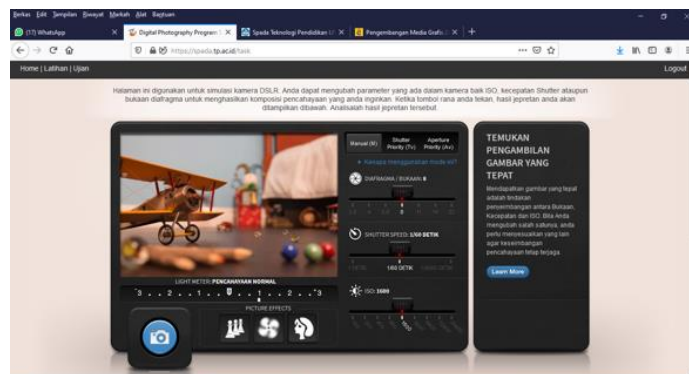 Berkas Edit Tampilan Riwayat Markah Alat Bantuan
(17) WhatsApp
Digital Photography Program S
Spada Teknologi Pendidikan U
Pengembangan Media Grafis
https://spada.tp.ac.id/task
Home | Latihan | Ujian
Logout
Halaman ini digunakan untuk simulasi kamera DSLR. Anda dapat mengubah parameter yang ada dalam kamera baik ISO, kecepatan Shutter ataupun
bukaan diafragma untuk menghasilkan komposisi pencahayaan yang anda inginkan. Ketika tombol rana anda tekan, hasil jepretan anda akan
ditampilkan dibawah. Analisalah hasil jepretan tersebut
Manual (M)
Shutter
Priority (Tv)
Aperture
Priority (Av)
+ Kenapa menggunakan mode ini?
DIAFRAGMA / BUKAAN: 8
SHUTTER SPEED: 1/60 DETIK
1/60 DETIK
ISO: 1600
1600
LIGHT METER: PENCAHAYAAN NORMAL
-3 . . 2 . . 1 . . 0 . . 1 . . 2 . . +3
PICTURE EFFECTS
TEMUKAN
PENGAMBILAN
GAMBAR YANG
TEPAT
Mendapatkan gambar yang tepat
adalah tindakan
penyeimbangan antara Bukaan,
Kecepatan dan ISO. Bila Anda
mengubah salah satunya, anda
perlu menyesuaikan yang lain
agar keseimbangan
pencahayaan tetap terjaga.
Learn More